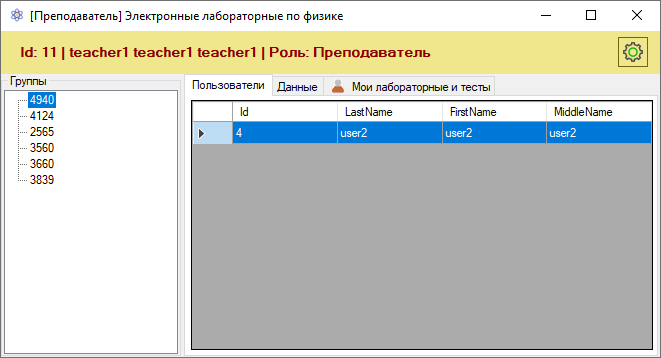 [Преподаватель] Электронные лабораторные по физике
Id: 11 | teacher1 teacher1 teacher1 | Роль: Преподаватель
Группы
4940
4124
2565
3560
3660
3839
Пользователи Данные Мои лабораторные и тесты
Id LastName FirstName MiddleName
4 user2 user2 user2